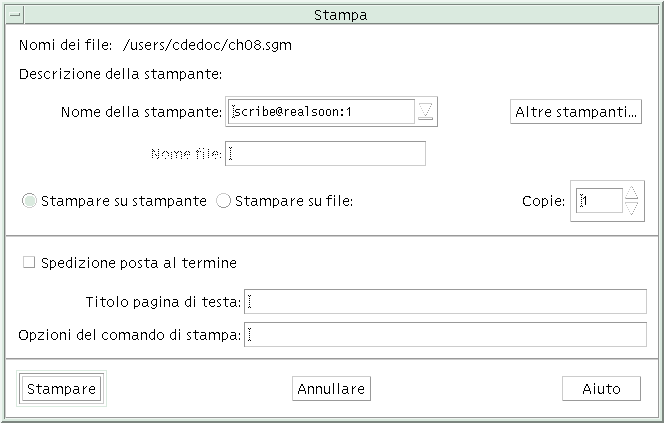 Stampa
Nomi dei file: /users/cdedoc/ch08.sgm
Descrizione della stampante:
Nome della stampante: scribe@realsoon:1 Altre stampanti...
Nome file:
Stampare su stampante Stampare su file: Copie: 1
Spedizione posta al termine
Titolo pagina di testa:
Opzioni del comando di stampa:
Stampare Annullare Aiuto